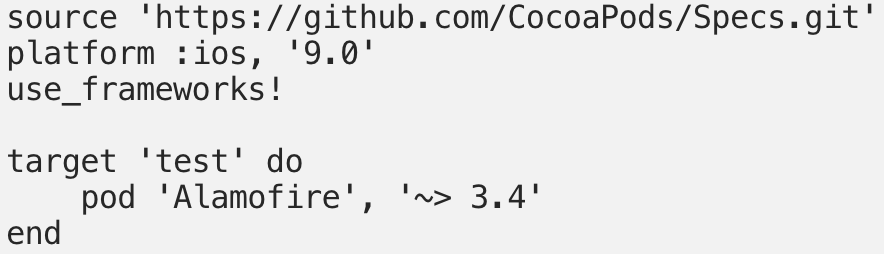 source 'https://github.com/CocoaPods/Specs.git'
platform :ios, '9.0'
use_frameworks!

target 'test' do
    pod 'Alamofire', '~> 3.4'
end